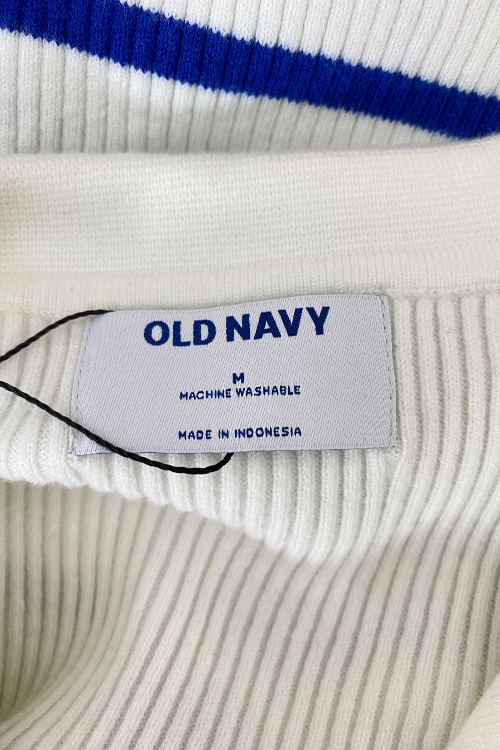 OLD NAVY
M
MACHINE WASHABLE
MADE IN INDONESIA